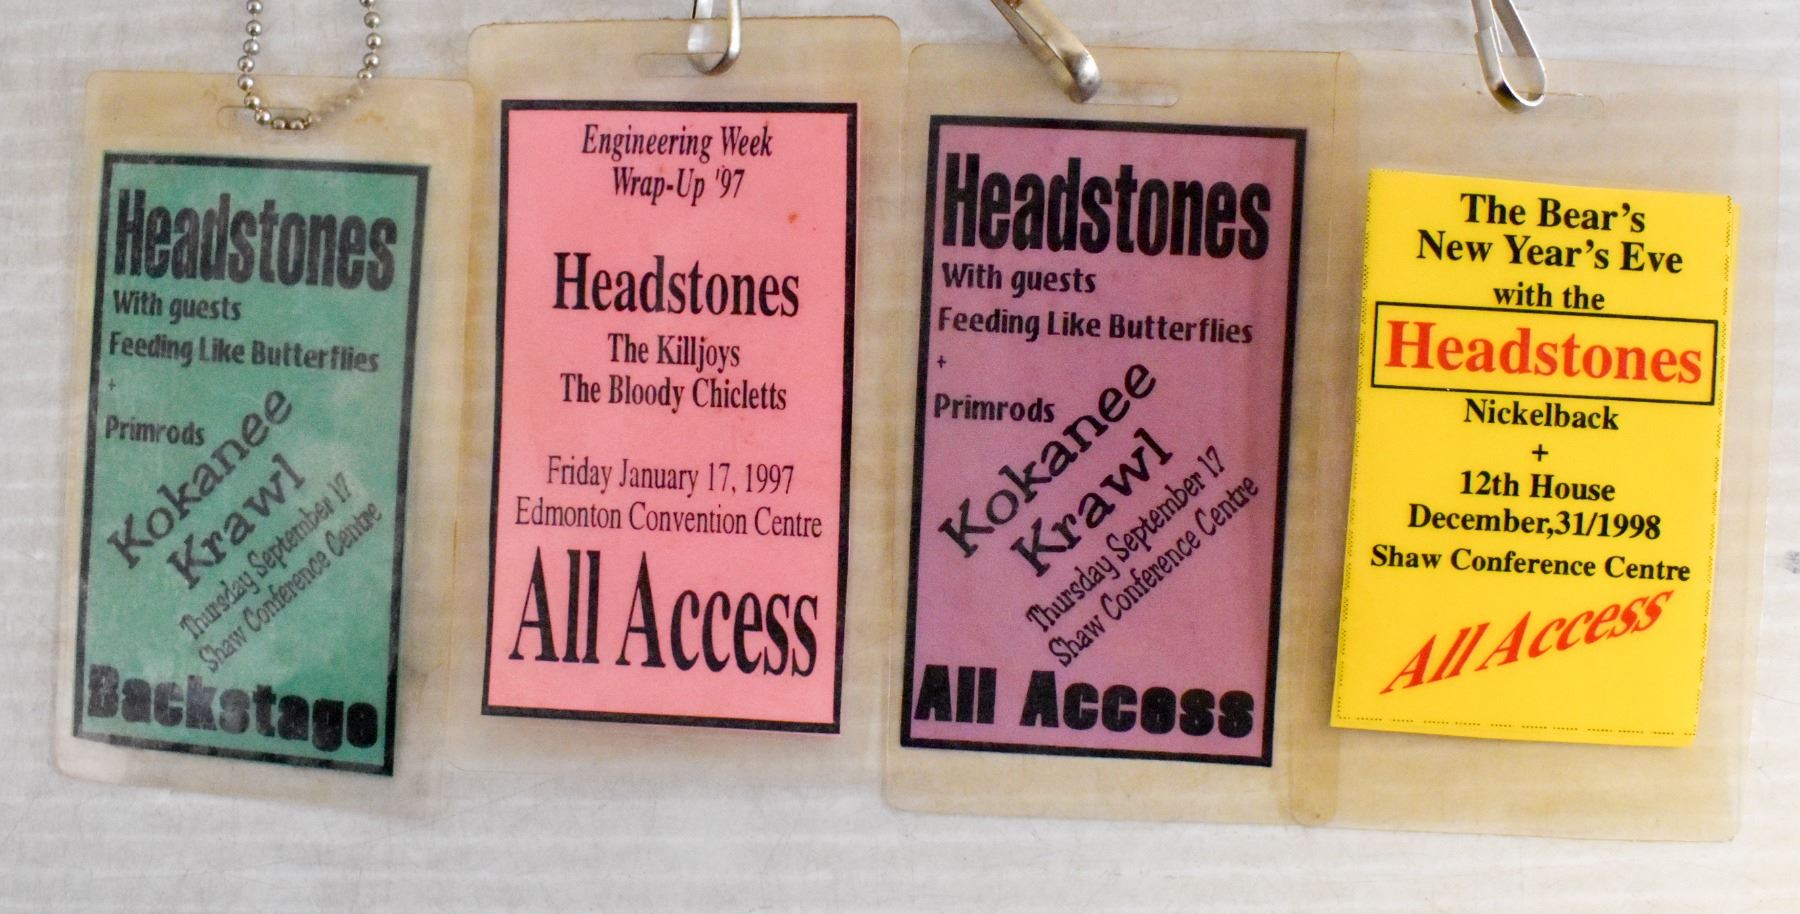 Headstones
With guests
Feeding Like Butterflies
+
Primrods
Kokanee
Krawl
Thursday September 17
Shaw Conference Centre
Backstage
Engineering Week
Wrap-Up '97
Headstones
The Killjoys
The Bloody Chicletts
Friday January 17, 1997
Edmonton Convention Centre
All Access
Headstones
With guests
Feeding Like Butterflies
+
Primrods
Kokanee
Krawl
Thursday September 17
Shaw Conference Centre
All Access
The Bear's
New Year's Eve
with the
Headstones
Nickelback
+
12th House
December,31/1998
Shaw Conference Centre
All Access